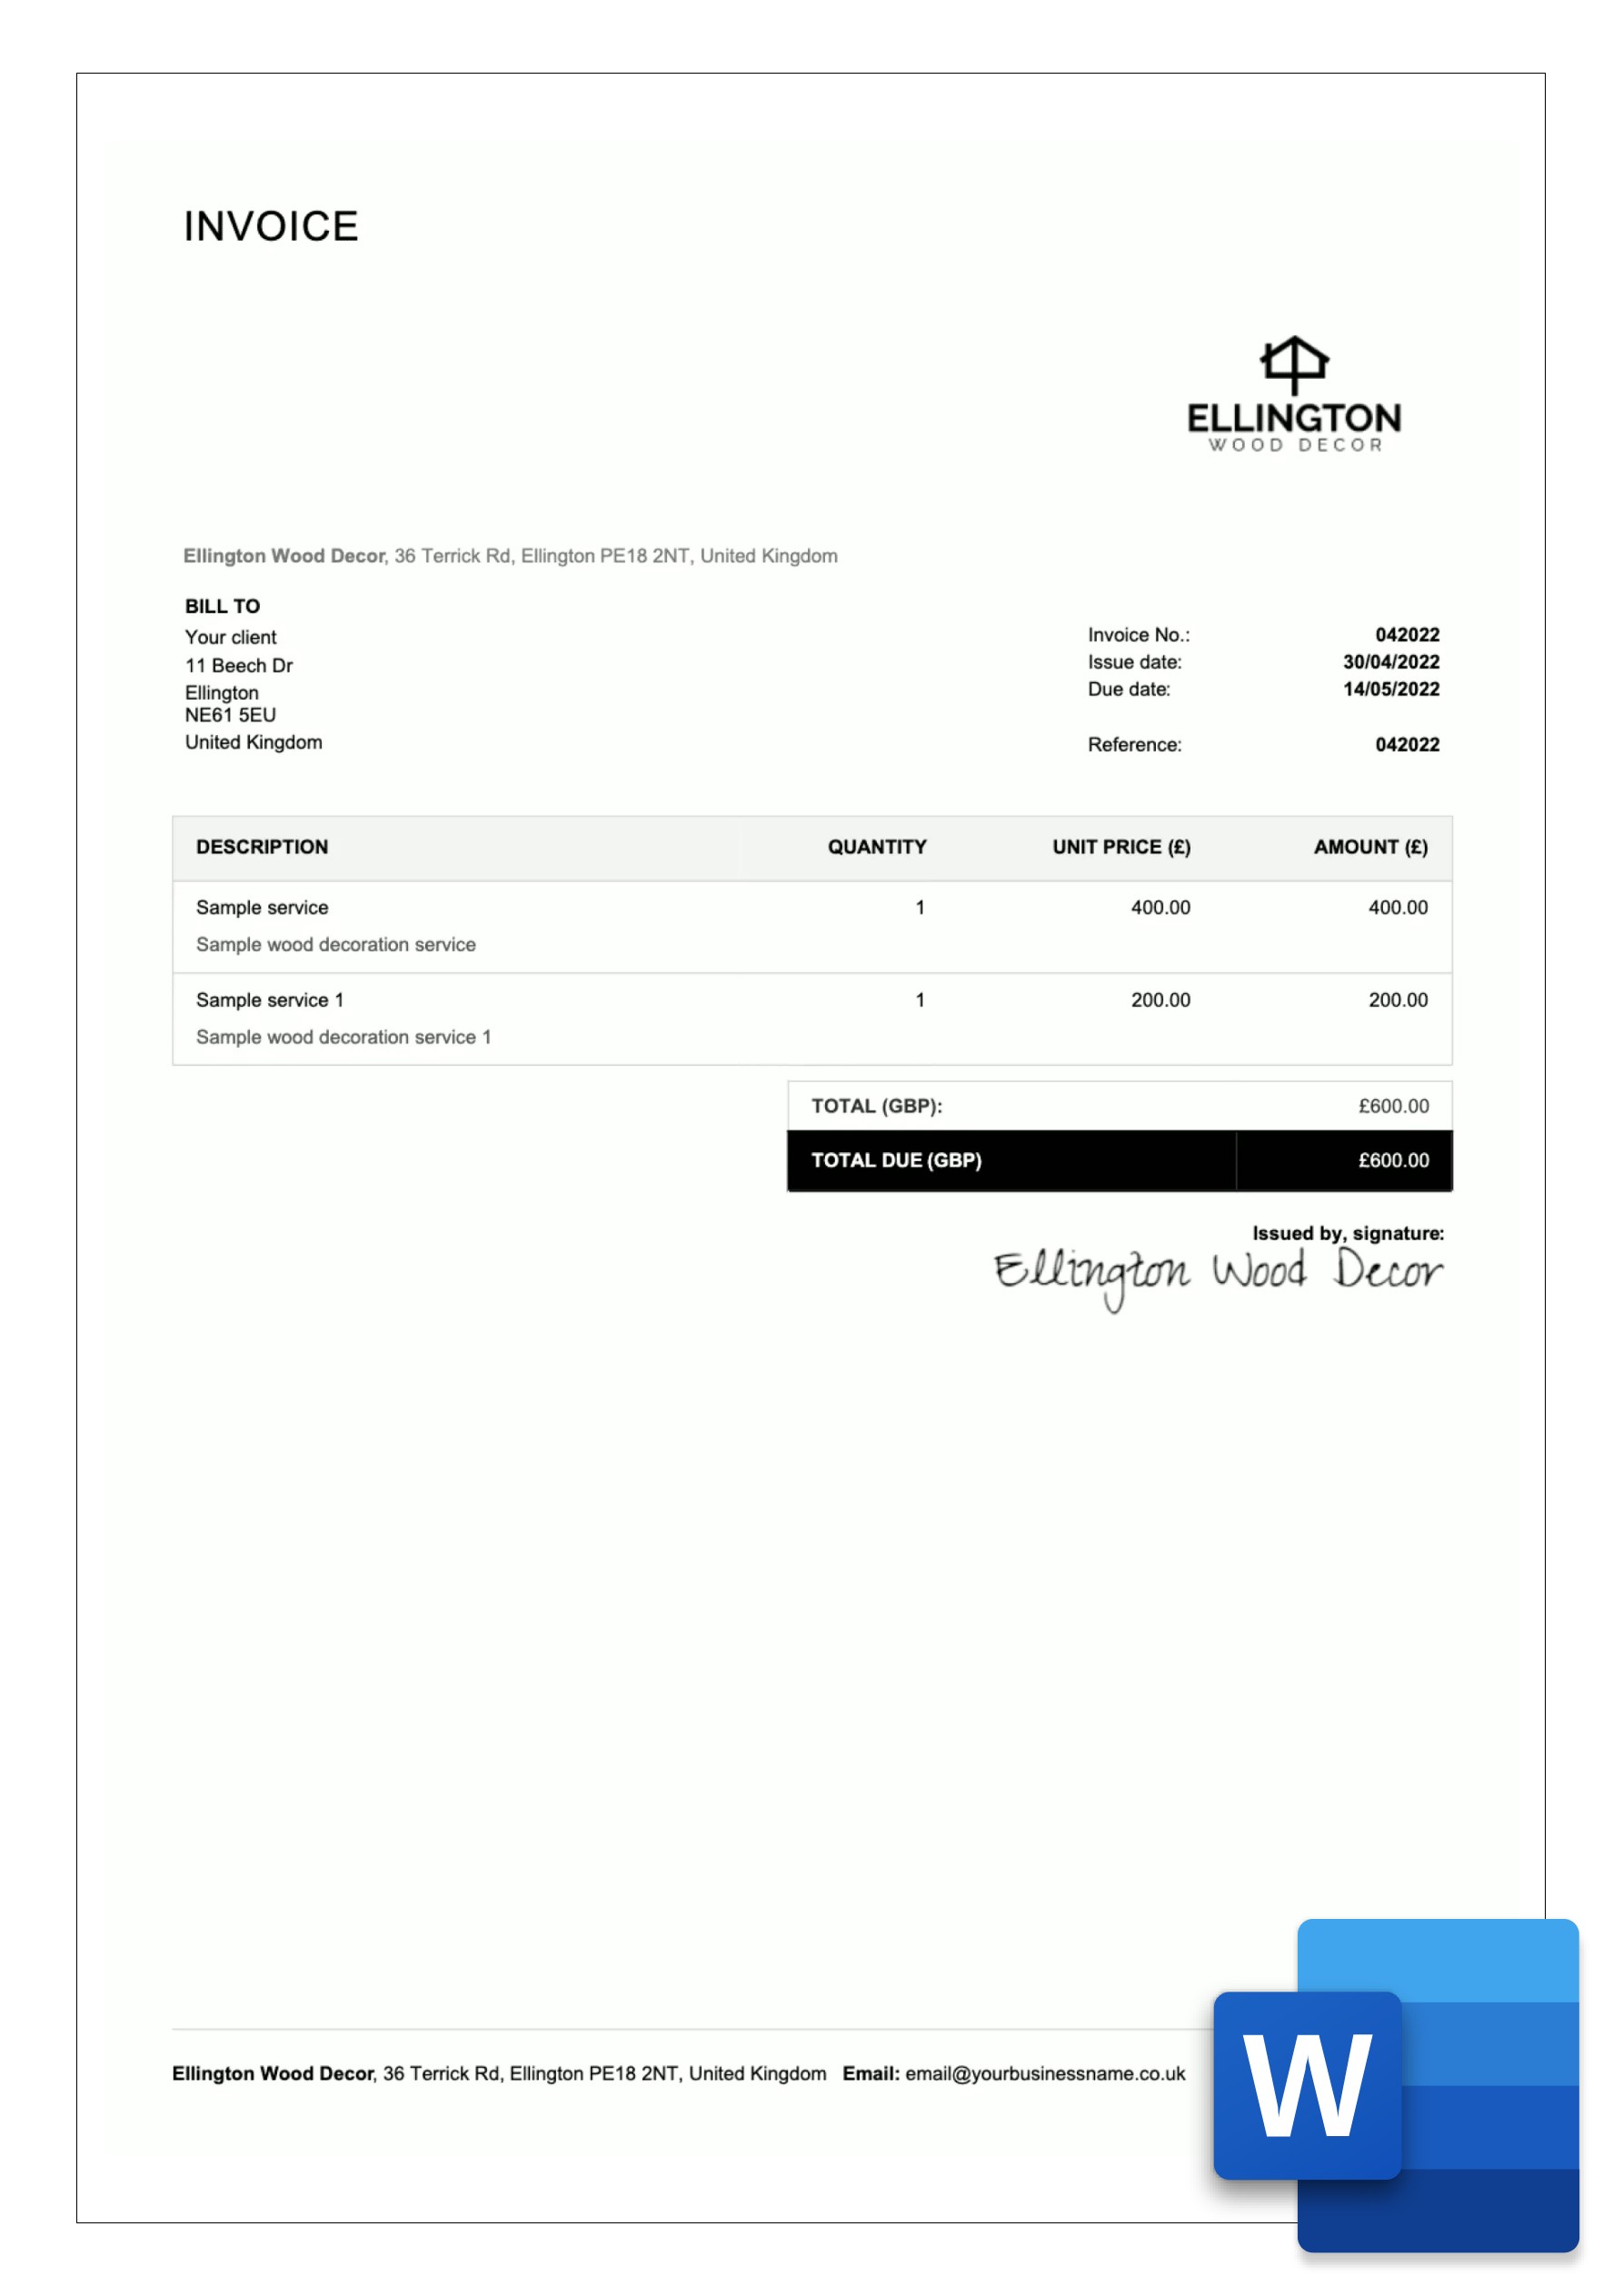 INVOICE
ELLINGTON
WOOD DECOR
Ellington Wood Decor, 36 Terrick Rd, Ellington PE18 2NT, United Kingdom
BILL TO
Your client
11 Beech Dr
Ellington
NE61 5EU
United Kingdom
Invoice No.: 042022
Issue date: 30/04/2022
Due date: 14/05/2022
Reference: 042022
DESCRIPTION QUANTITY UNIT PRICE (£) AMOUNT (£)
Sample service 1 400.00 400.00
Sample wood decoration service
Sample service 1 1 200.00 200.00
Sample wood decoration service 1
TOTAL (GBP): £600.00
TOTAL DUE (GBP) £600.00
Issued by, signature:
Ellington Wood Decor
Ellington Wood Decor, 36 Terrick Rd, Ellington PE18 2NT, United Kingdom Email: email@yourbusinessname.co.uk
W